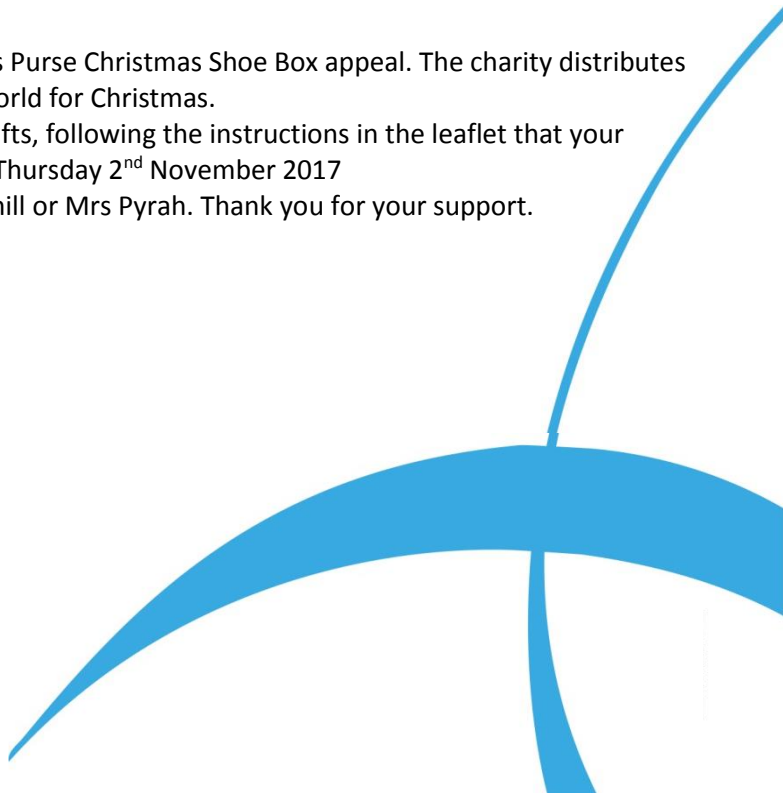 s Purse Christmas Shoe Box appeal. The charity distributes
orld for Christmas.
fts, following the instructions in the leaflet that your
Thursday 2nd November 2017
hill or Mrs Pyrah. Thank you for your support.